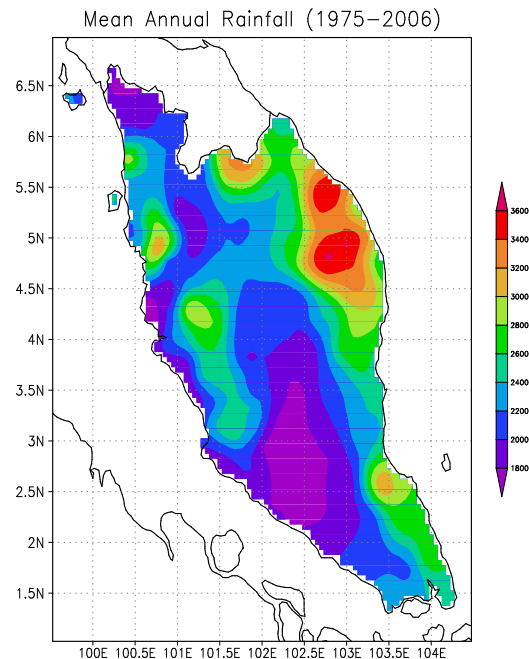 Mean Annual Rainfall (1975-2006)
6.5N
6N
5.5N
5N
4.5N
4N
3.5N
3N
2.5N
2N
1.5N
100E 100.5E 101E 101.5E 102E 102.5E 103E 103.5E 104E
3600
3400
3200
3000
2800
2600
2400
2200
2000
1800